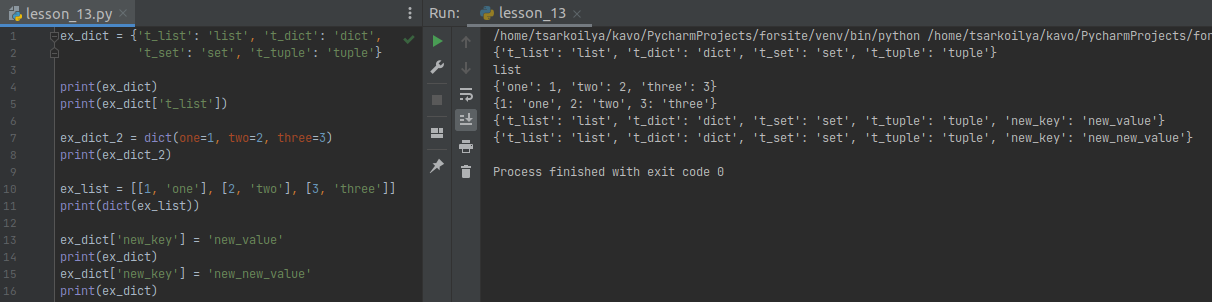 lesson_13.py
1 ex_dict = {'t_list': 'list', 't_dict': 'dict',
2 't_set': 'set', 't_tuple': 'tuple'}
3
4 print(ex_dict)
5 print(ex_dict['t_list'])
6
7 ex_dict_2 = dict(one=1, two=2, three=3)
8 print(ex_dict_2)
9
10 ex_list = [[1, 'one'], [2, 'two'], [3, 'three']]
11 print(dict(ex_list))
12
13 ex_dict['new_key'] = 'new_value'
14 print(ex_dict)
15 ex_dict['new_key'] = 'new_new_value'
16 print(ex_dict)
Run: lesson_13
/home/tsarkoilya/kavo/PycharmProjects/forsite/venv/bin/python /home/tsarkoilya/kavo/PycharmProjects/for
{'t_list': 'list', 't_dict': 'dict', 't_set': 'set', 't_tuple': 'tuple'}
list
{'one': 1, 'two': 2, 'three': 3}
{1: 'one', 2: 'two', 3: 'three'}
{'t_list': 'list', 't_dict': 'dict', 't_set': 'set', 't_tuple': 'tuple', 'new_key': 'new_value'}
{'t_list': 'list', 't_dict': 'dict', 't_set': 'set', 't_tuple': 'tuple', 'new_key': 'new_new_value'}
Process finished with exit code 0